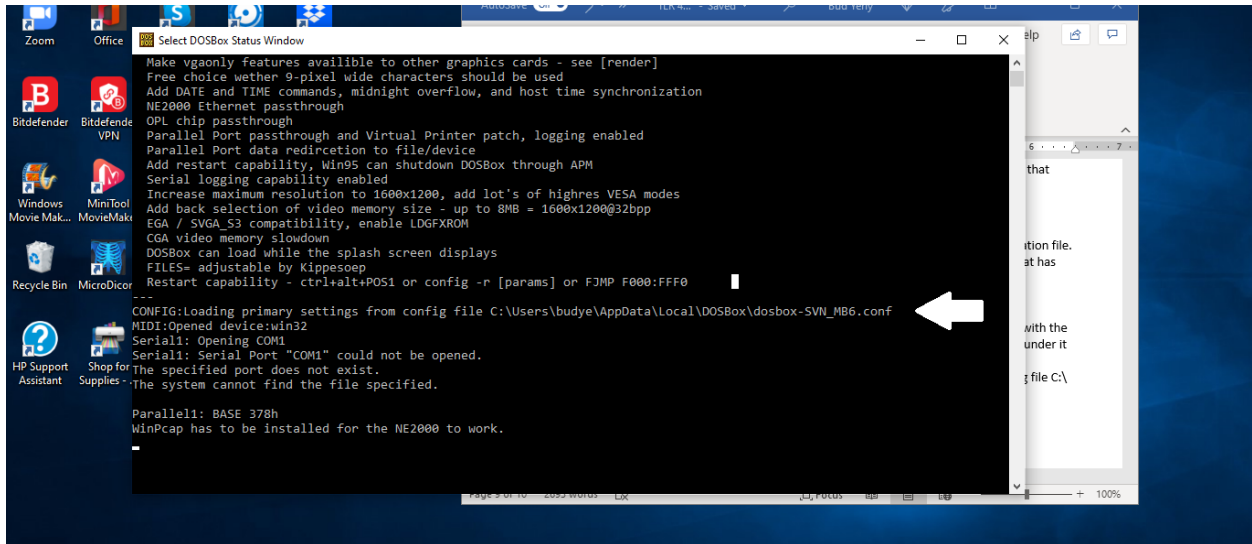 AutoSave
Saved
Bud Yeny
Zoom
Office
Select DOSBox Status Window
elp
Make vgaonly features availible to other graphics cards - see [render]
Free choice wether 9-pixel wide characters should be used
Add DATE and TIME commands, midnight overflow, and host time synchronization
NE2000 Ethernet passthrough
OPL chip passthrough
Parallel Port passthrough and Virtual Printer patch, logging enabled
Parallel Port data redircetion to file/device
Add restart capability, Win95 can shutdown DOSBox through APM
Serial logging capability enabled
Increase maximum resolution to 1600x1200, add lot's of highres VESA modes
Add back selection of video memory size - up to 8MB = 1600x1200@32bpp
EGA / SVGA_S3 compatibility, enable LDGFXROM
CGA video memory slowdown
DOSBox can load while the splash screen displays
FILES= adjustable by Kippesoep
Restart capability - ctrl+alt+POS1 or config -r [params] or FJMP F000:FFF0
---
CONFIG:Loading primary settings from config file C:\Users\budye\AppData\Local\DOSBox\dosbox-SVN_MB6.conf
MIDI:Opened device:win32
Serial1: Opening COM1
Serial1: Serial Port "COM1" could not be opened.
The specified port does not exist.
The system cannot find the file specified.
Parallel1: BASE 378h
WinPcap has to be installed for the NE2000 to work.
Bitdefender
Bitdefende
VPN
Windows
Movie Mak...
MiniTool
MovieMake
Recycle Bin
MicroDicor
HP Support
Assistant
Shop for
Supplies -
6
7
that
ation file.
at has
with the
under it
g file C:\
Page 9 of 10
2095 words
Focus
100%